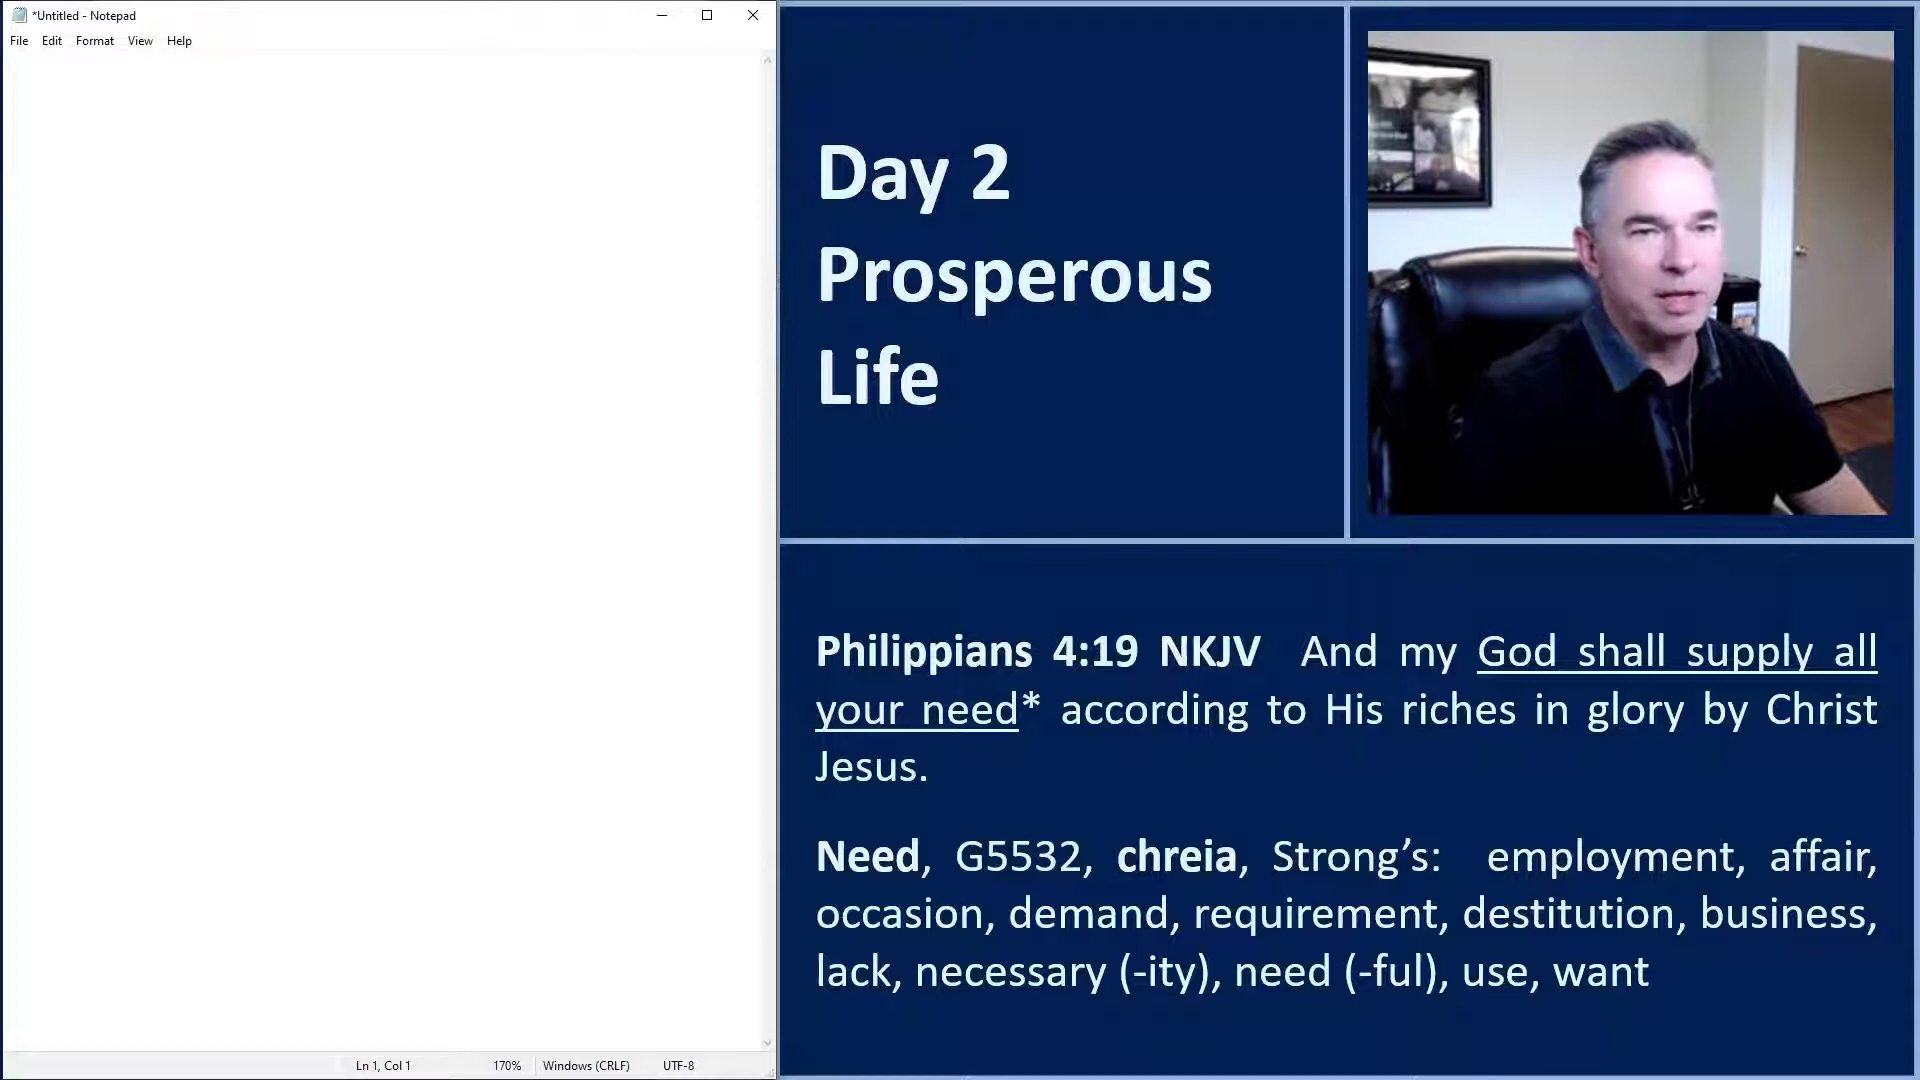 *Untitled - Notepad
File Edit Format View Help
Day 2
Prosperous
Life
Philippians 4:19 NKJV And my God shall supply all
your need* according to His riches in glory by Christ
Jesus.
Need, G5532, chreia, Strong’s: employment, affair,
occasion, demand, requirement, destitution, business,
lack, necessary (-ity), need (-ful), use, want
Ln 1, Col 1 170% Windows (CRLF) UTF-8